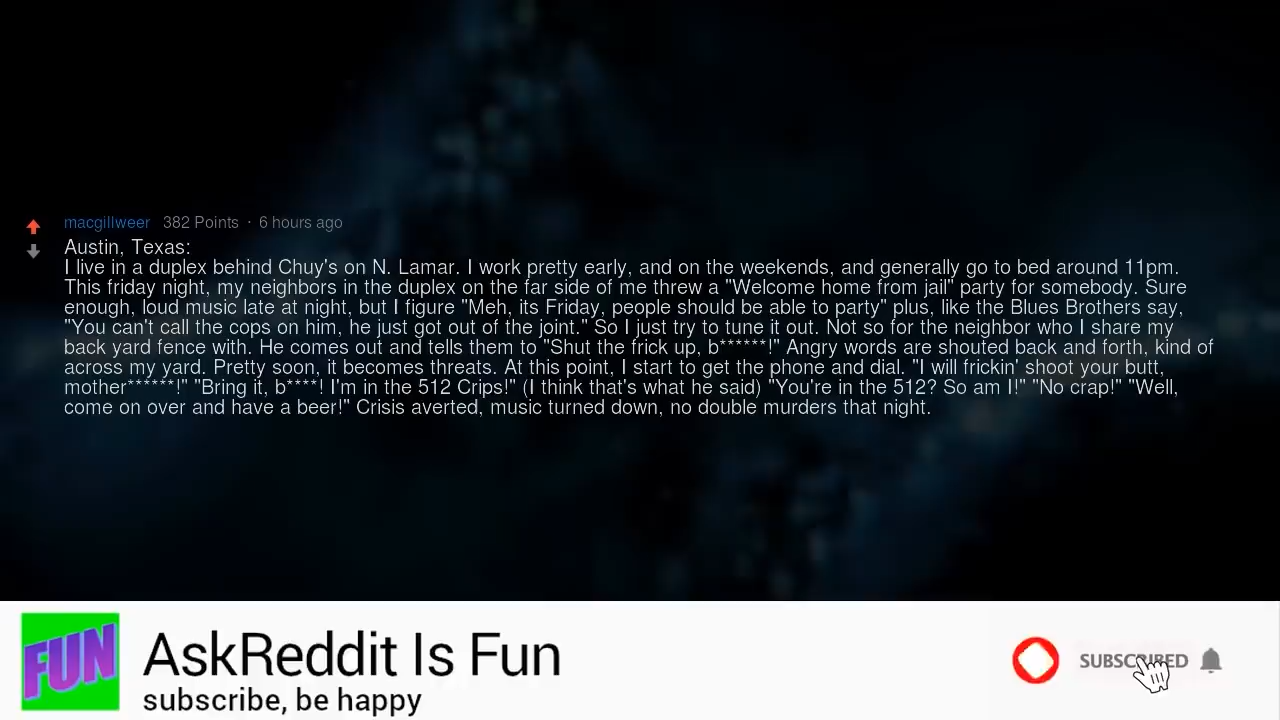 macgillweer 382 Points · 6 hours ago
Austin, Texas:
I live in a duplex behind Chuy's on N. Lamar. I work pretty early, and on the weekends, and generally go to bed around 11pm.
This friday night, my neighbors in the duplex on the far side of me threw a "Welcome home from jail" party for somebody. Sure
enough, loud music late at night, but I figure "Meh, its Friday, people should be able to party" plus, like the Blues Brothers say,
"You can't call the cops on him, he just got out of the joint." So I just try to tune it out. Not so for the neighbor who I share my
back yard fence with. He comes out and tells them to "Shut the frick up, b******!" Angry words are shouted back and forth, kind of
across my yard. Pretty soon, it becomes threats. At this point, I start to get the phone and dial. "I will frickin' shoot your butt,
mother******!" "Bring it, b****! I'm in the 512 Crips!" (I think that's what he said) "You're in the 512? So am I!" "No crap!" "Well,
come on over and have a beer!" Crisis averted, music turned down, no double murders that night.
FUN
AskReddit Is Fun
subscribe, be happy
SUBSCRIBED